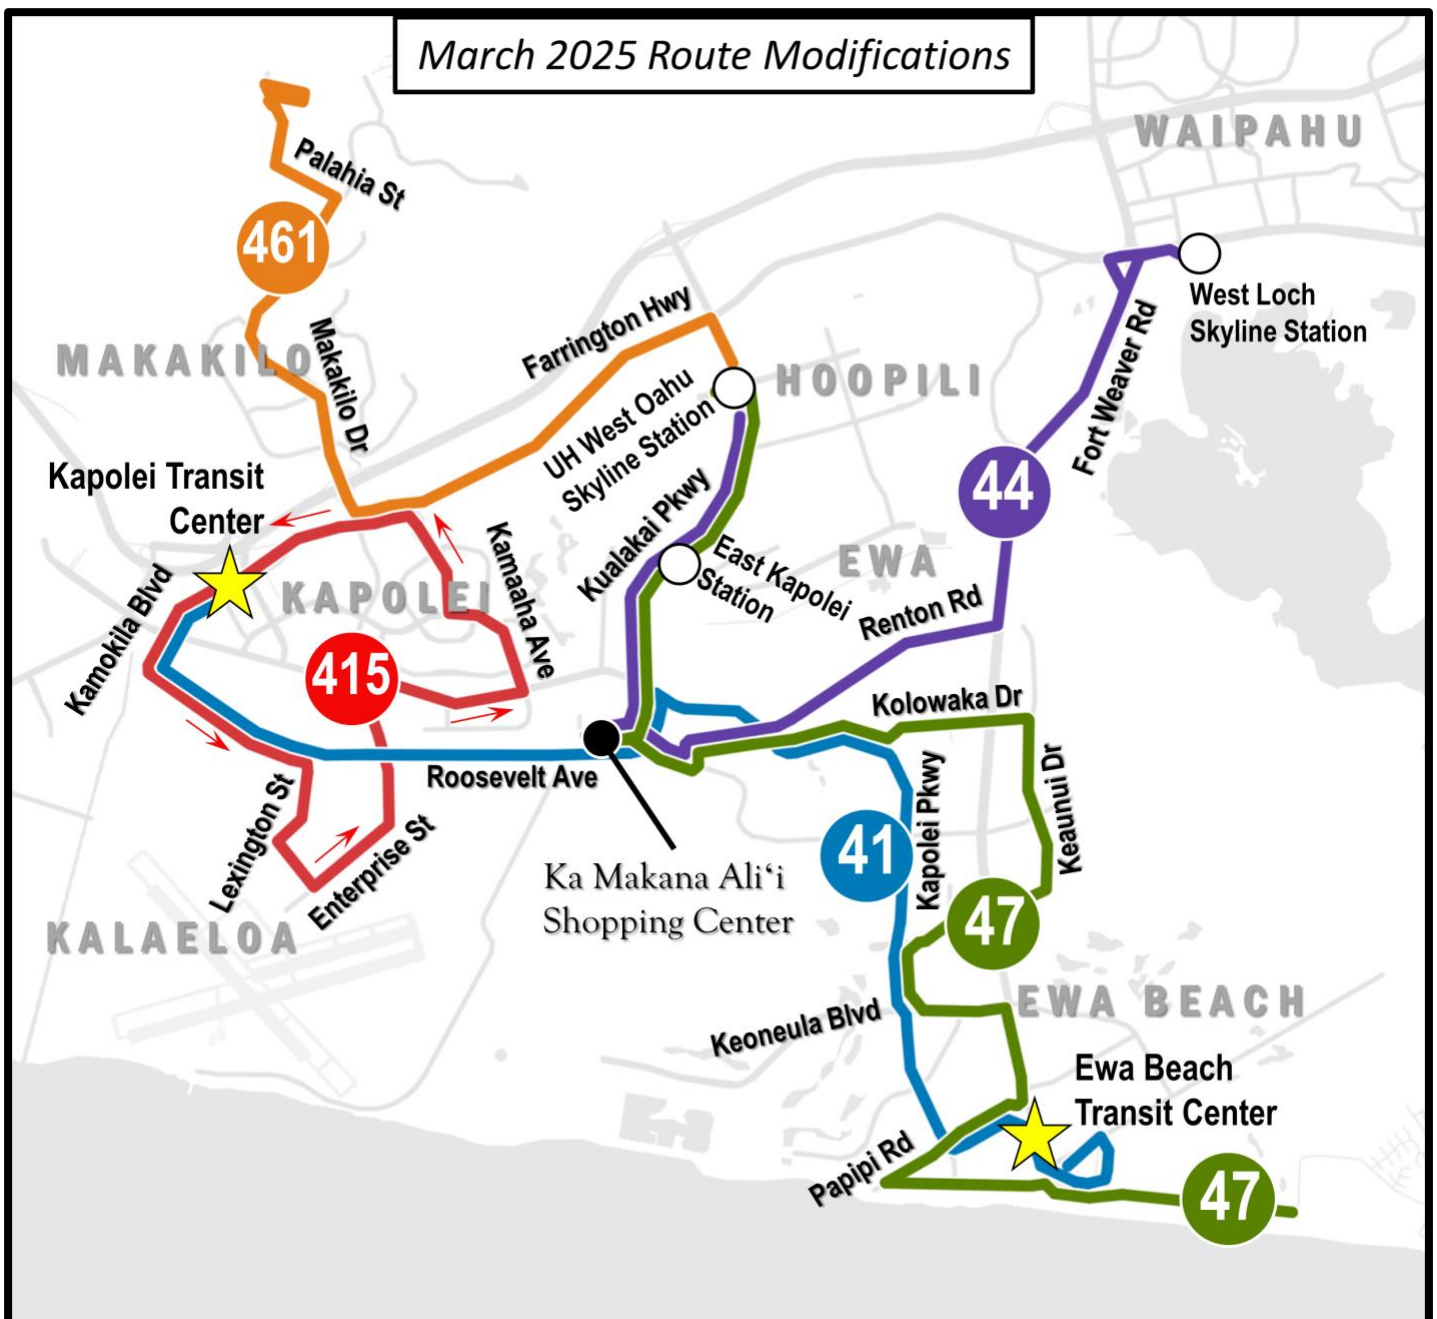 March 2025 Route Modifications
WAIPAHU
Palahia St
461
West Loch
Skyline Station
Farrington Hwy
Fort Weaver Rd
MAKAKILO
Makakilo Dr
HOOPILI
UH West Oahu
Skyline Station
Kapolei Transit
Center
44
Kualakai Pkwy
Kamaaha Ave
EWA
East Kapolei
Station
KAPOLEI
Kamokila Blvd
Renton Rd
415
Kolowaka Dr
Roosevelt Ave
Kapolei Pkwy
Keaunui Dr
Lexington St
Enterprise St
41
Ka Makana Ali‘i
Shopping Center
47
KALAELOA
EWA BEACH
Keoneula Blvd
Ewa Beach
Transit Center
Papipi Rd
47